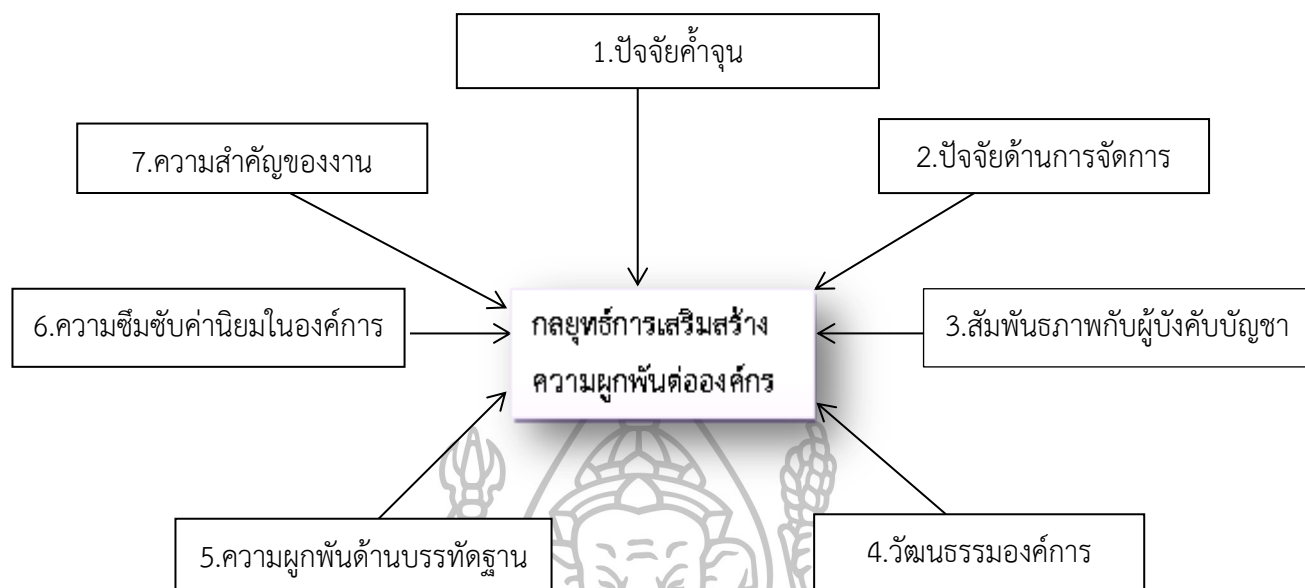 1.ปัจจัยค้ำจุน
7.ความสำคัญของงาน
2.ปัจจัยด้านการจัดการ
6.ความซึมซับค่านิยมในองค์การ
กลยุทธ์การเสริมสร้าง
ความผูกพันต่อองค์กร
3.สัมพันธภาพกับผู้บังคับบัญชา
5.ความผูกพันด้านบรรทัดฐาน
4.วัฒนธรรมองค์การ